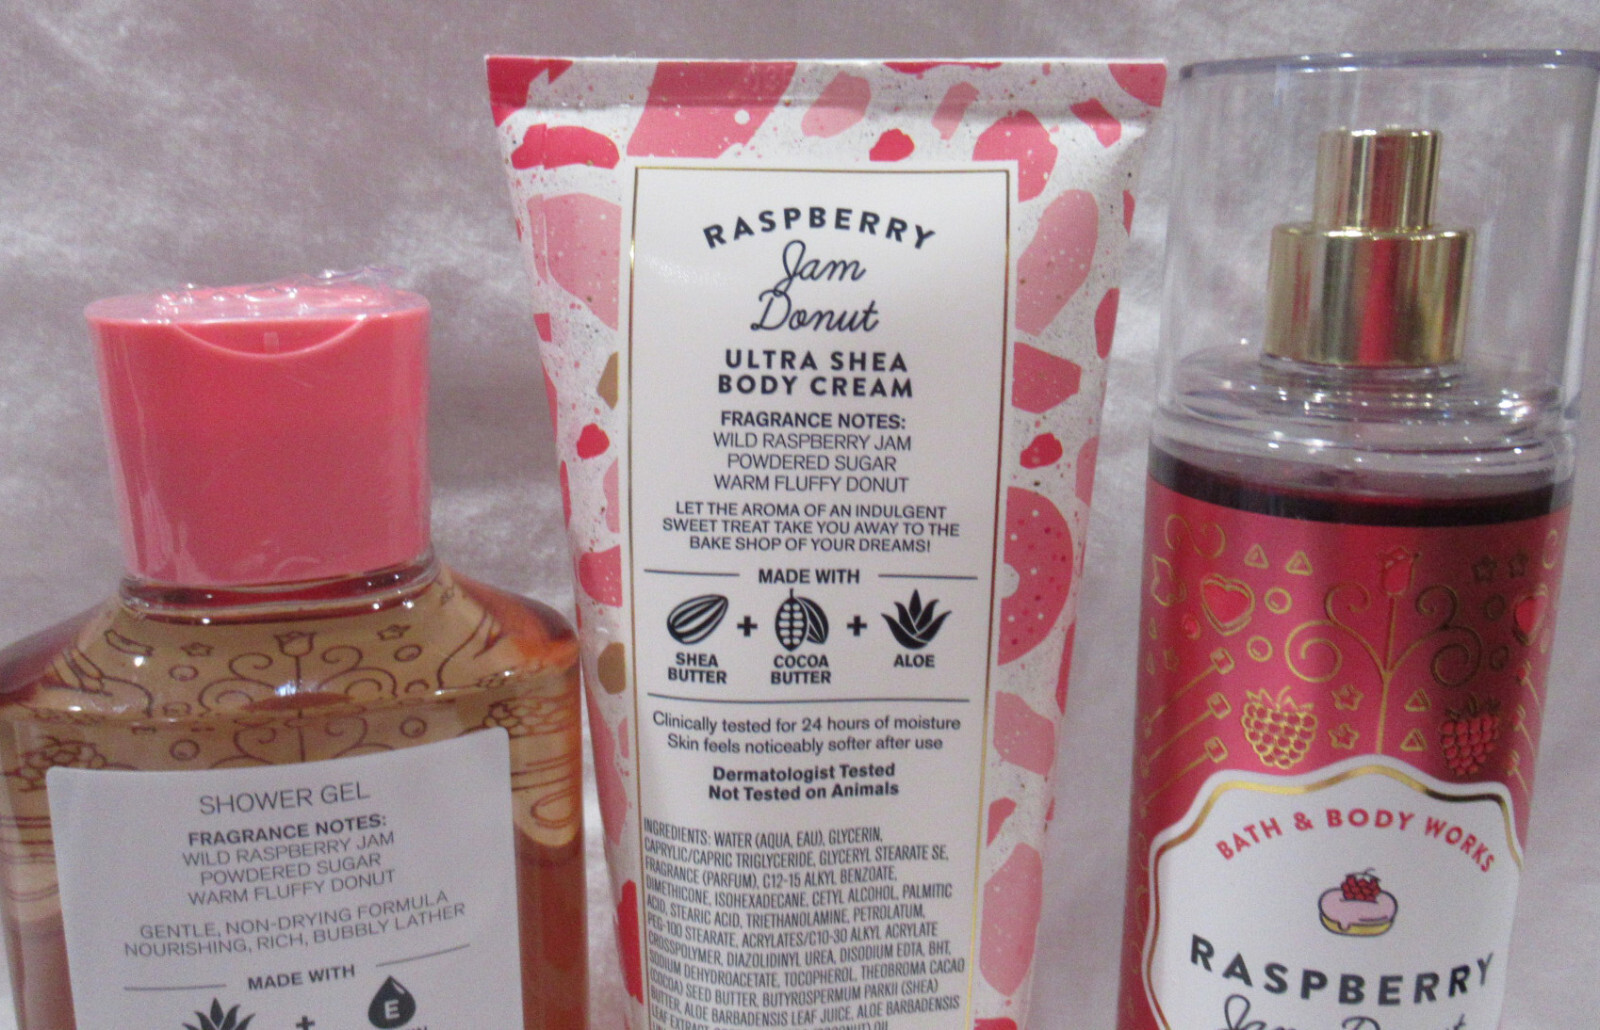 SHOWER GEL
FRAGRANCE NOTES:
WILD RASPBERRY JAM
POWDERED SUGAR
WARM FLUFFY DONUT
GENTLE, NON-DRYING FORMULA
NOURISHING, RICH, BUBBLY LATHER
MADE WITH
+
E
RASPBERRY
Jam
Donut
ULTRA SHEA
BODY CREAM
FRAGRANCE NOTES:
WILD RASPBERRY JAM
POWDERED SUGAR
WARM FLUFFY DONUT
LET THE AROMA OF AN INDULGENT
SWEET TREAT TAKE YOU AWAY TO THE
BAKE SHOP OF YOUR DREAMS!
MADE WITH
+ +
SHEA BUTTER
COCOA BUTTER
ALOE
Clinically tested for 24 hours of moisture
Skin feels noticeably softer after use
Dermatologist Tested
Not Tested on Animals
INGREDIENTS: WATER (AQUA, EAU), GLYCERIN,
CAPRYLIC/CAPRIC TRIGLYCERIDE, GLYCERYL STEARATE SE,
FRAGRANCE (PARFUM), C12-15 ALKYL BENZOATE,
DIMETHICONE, ISOHEXADECANE, CETYL ALCOHOL, PALMITIC
ACID, STEARIC ACID, TRIETHANOLAMINE, PETROLATUM,
PEG-100 STEARATE, ACRYLATES/C10-30 ALKYL ACRYLATE
CROSSPOLYMER, DIAZOLIDINYL UREA, DISODIUM EDTA, BHT,
SODIUM DEHYDROACETATE, TOCOPHEROL, THEOBROMA CACAO
(COCOA) SEED BUTTER, BUTYROSPERMUM PARKII (SHEA)
BUTTER, ALOE BARBADENSIS LEAF JUICE, ALOE BARBADENSIS
LEAF EXTRACT,
BATH & BODY WORKS
RASPBERRY
Jam Donut